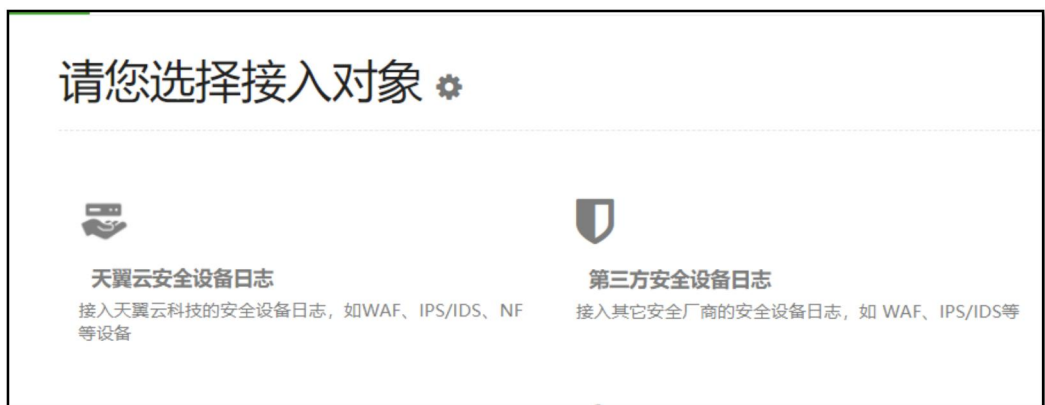 请您选择接入对象
天翼云安全设备日志
接入天翼云科技的安全设备日志，如WAF、IPS/IDS、NF
等设备
第三方安全设备日志
接入其它安全厂商的安全设备日志，如 WAF、IPS/IDS等